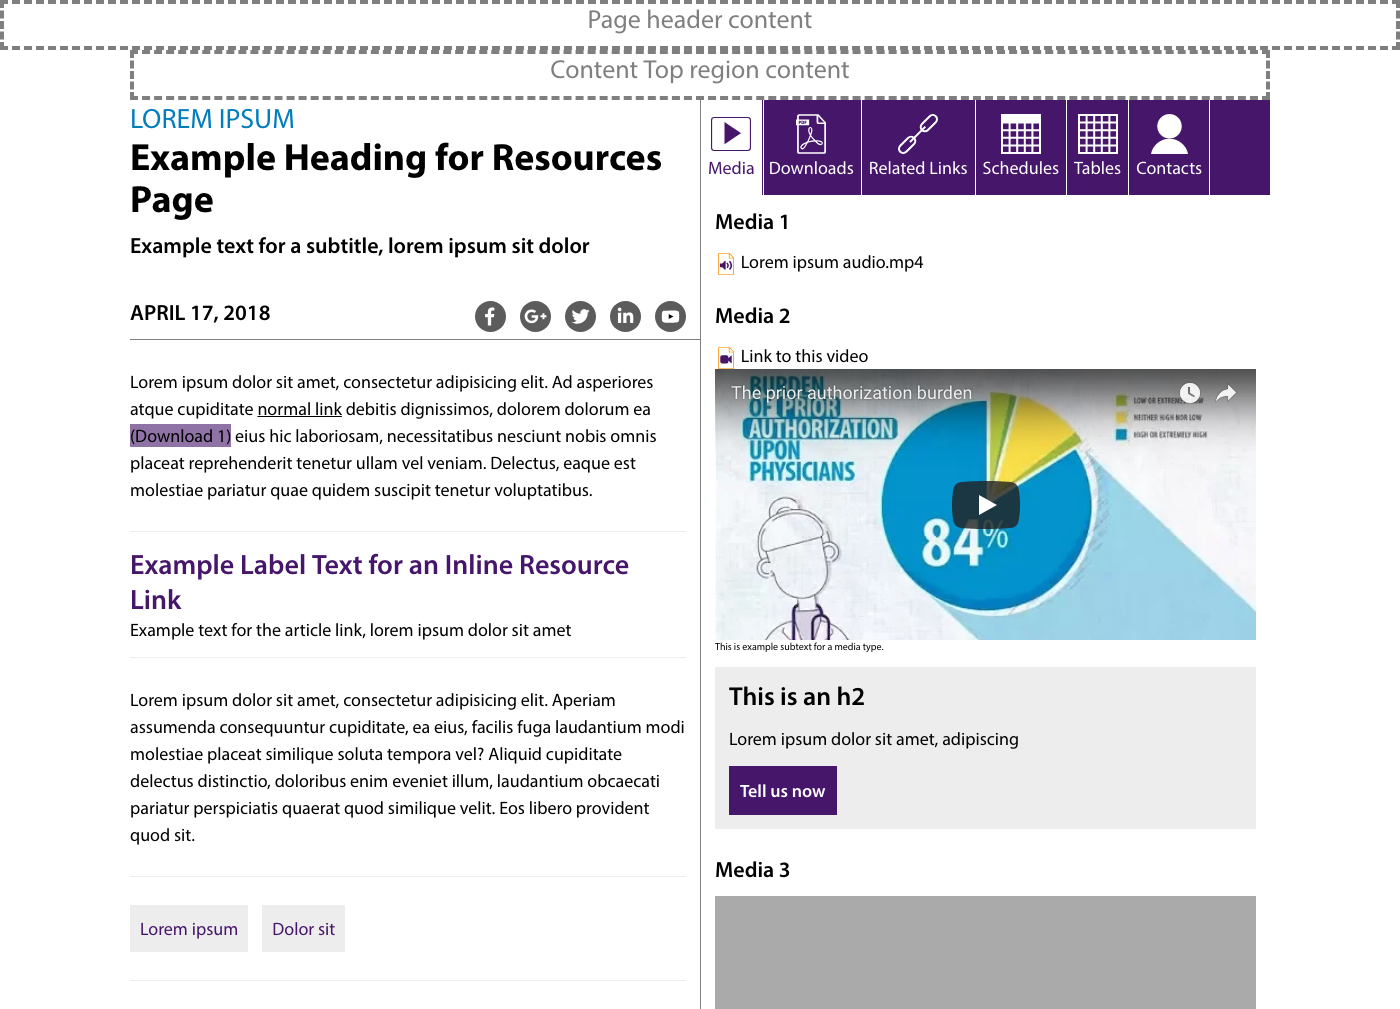 Page header content
Content Top region content
LOREM IPSUM
Example Heading for Resources
Page
Example text for a subtitle, lorem ipsum sit dolor
APRIL 17, 2018
Lorem ipsum dolor sit amet, consectetur adipisicing elit. Ad asperiores
atque cupiditate normal link debitis dignissimos, dolorem dolorum ea
(Download 1) eius hic laboriosam, necessitatibus nesciunt nobis omnis
placeat reprehenderit tenetur ullam vel veniam. Delectus, eaque est
molestiae pariatur quae quidem suscipit tenetur voluptatibus.
Example Label Text for an Inline Resource
Link
Example text for the article link, lorem ipsum dolor sit amet
Lorem ipsum dolor sit amet, consectetur adipisicing elit. Aperiam
assumenda consequuntur cupiditate, ea eius, facilis fuga laudantium modi
molestiae placeat similique soluta tempora vel? Aliquid cupiditate
delectus distinctio, doloribus enim eveniet illum, laudantium obcaecati
pariatur perspiciatis quaerat quod similique velit. Eos libero provident
quod sit.
Lorem ipsum
Dolor sit
Media
PDF
Downloads
Related Links
Schedules
Tables
Contacts
Media 1
Lorem ipsum audio.mp4
Media 2
Link to this video
The prior authorization burden
BURDEN
OF PRIOR
AUTHORIZATION
UPON
PHYSICIANS
LOW OR EXTREMELY LOW
NEITHER HIGH NOR LOW
HIGH OR EXTREMELY HIGH
84%
This is example subtext for a media type.
This is an h2
Lorem ipsum dolor sit amet, adipiscing
Tell us now
Media 3